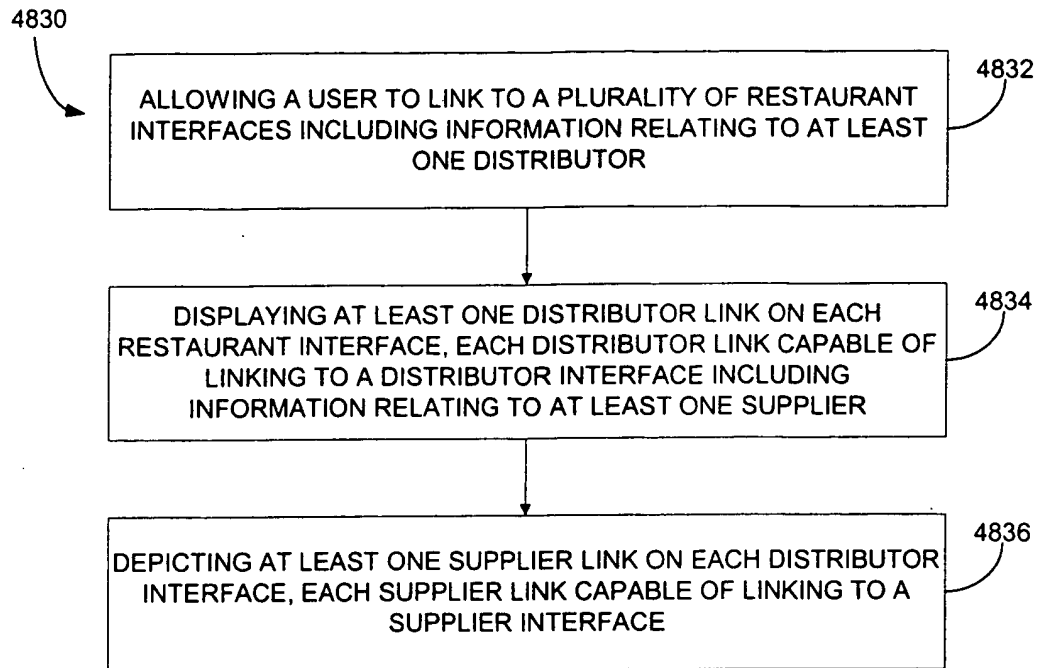 4830
4832
ALLOWING A USER TO LINK TO A PLURALITY OF RESTAURANT
INTERFACES INCLUDING INFORMATION RELATING TO AT LEAST
ONE DISTRIBUTOR
4834
DISPLAYING AT LEAST ONE DISTRIBUTOR LINK ON EACH
RESTAURANT INTERFACE, EACH DISTRIBUTOR LINK CAPABLE OF
LINKING TO A DISTRIBUTOR INTERFACE INCLUDING
INFORMATION RELATING TO AT LEAST ONE SUPPLIER
4836
DEPICTING AT LEAST ONE SUPPLIER LINK ON EACH DISTRIBUTOR
INTERFACE, EACH SUPPLIER LINK CAPABLE OF LINKING TO A
SUPPLIER INTERFACE